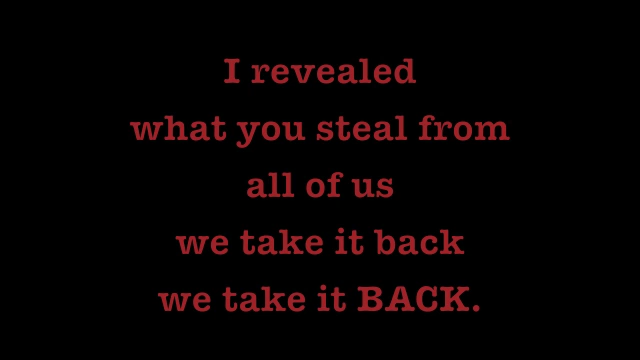 I revealed
what you steal from
all of us
we take it back
we take it BACK.